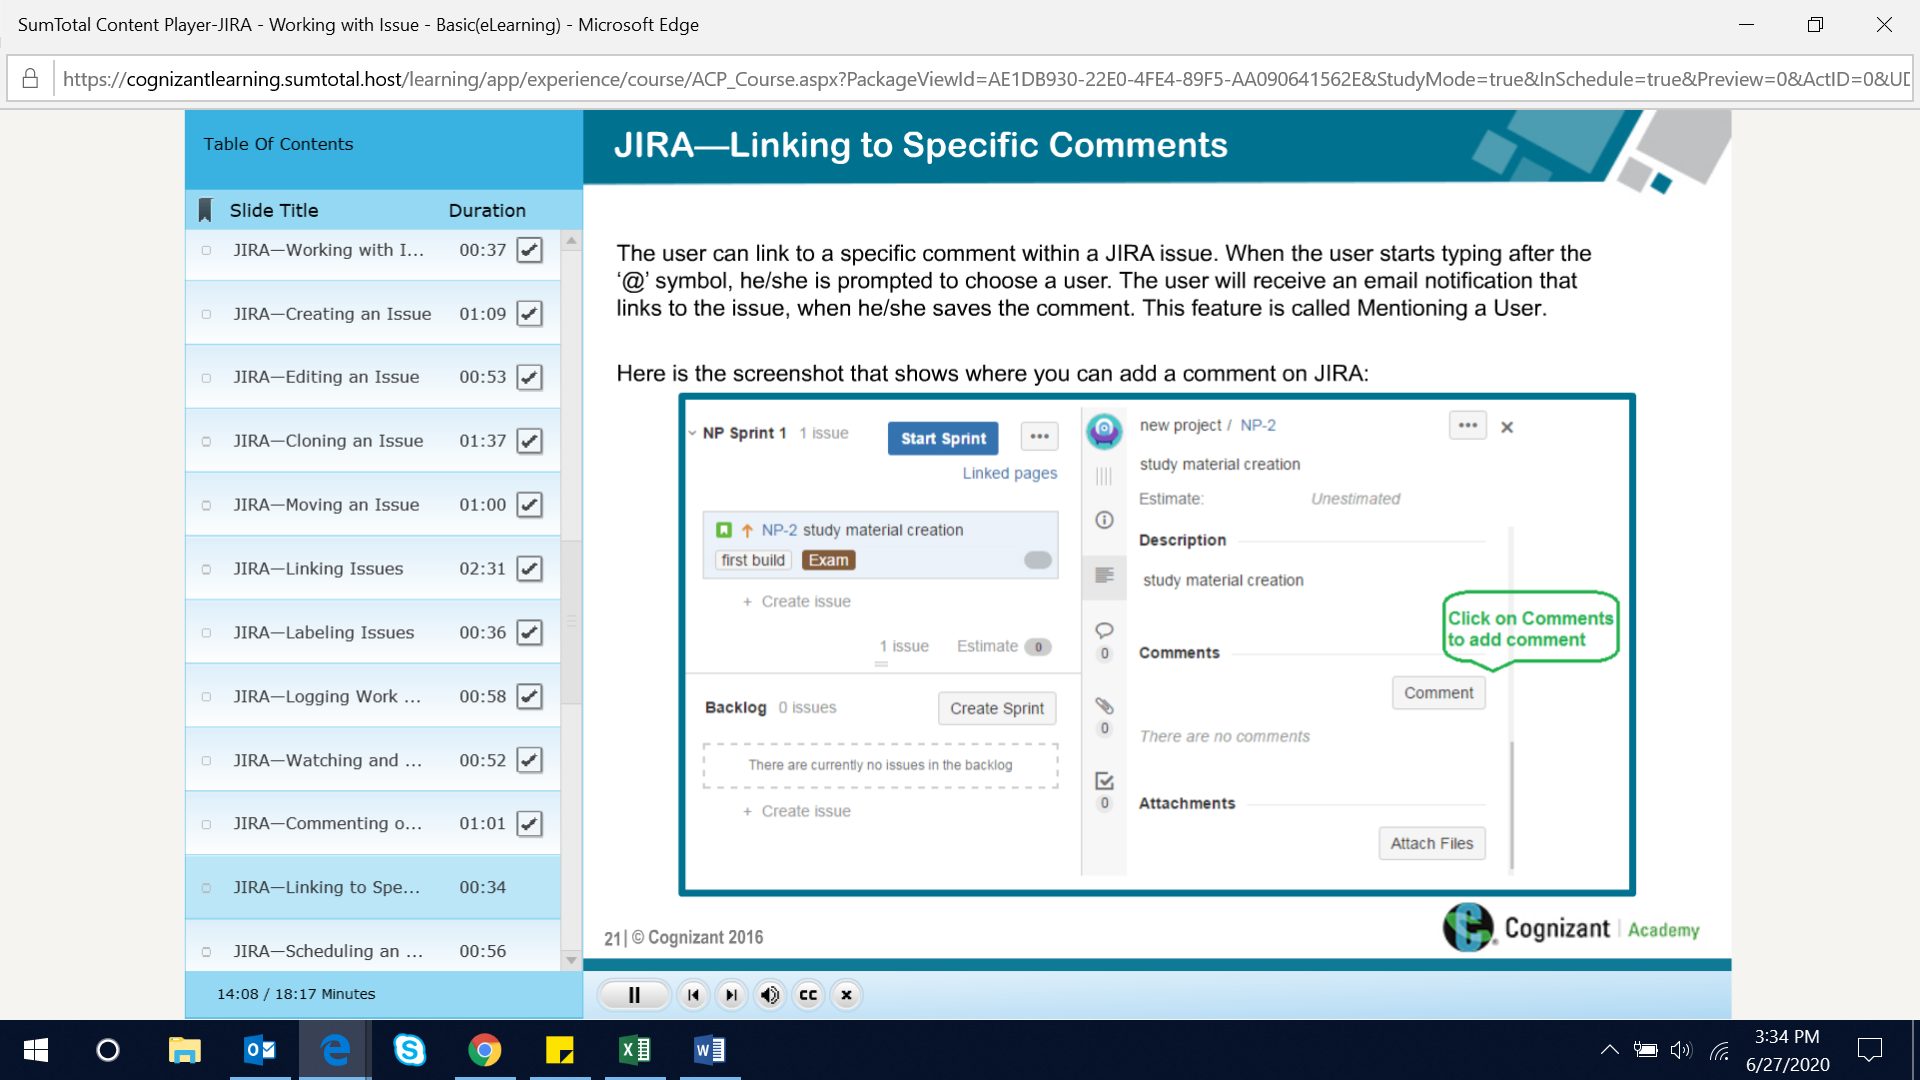 SumTotal Content Player-JIRA - Working with Issue - Basic(eLearning) - Microsoft Edge
https://cognizantlearning.sumtotal.host/learning/app/experience/course/ACP_Course.aspx?PackageViewId=AE1DB930-22E0-4FE4-89F5-AA090641562E&StudyMode=true&InSchedule=true&Preview=0&ActID=0&UD
Table Of Contents
Slide Title Duration
JIRA—Working with I... 00:37
JIRA—Creating an Issue 01:09
JIRA—Editing an Issue 00:53
JIRA—Cloning an Issue 01:37
JIRA—Moving an Issue 01:00
JIRA—Linking Issues 02:31
JIRA—Labeling Issues 00:36
JIRA—Logging Work ... 00:58
JIRA—Watching and ... 00:52
JIRA—Commenting o... 01:01
JIRA—Linking to Spe... 00:34
JIRA—Scheduling an ... 00:56
14:08 / 18:17 Minutes
JIRA—Linking to Specific Comments
The user can link to a specific comment within a JIRA issue. When the user starts typing after the
‘@’ symbol, he/she is prompted to choose a user. The user will receive an email notification that
links to the issue, when he/she saves the comment. This feature is called Mentioning a User.
Here is the screenshot that shows where you can add a comment on JIRA:
NP Sprint 1 1 issue
Start Sprint
Linked pages
NP-2 study material creation
first build Exam
+ Create issue
1 issue Estimate 0
Backlog 0 issues
Create Sprint
There are currently no issues in the backlog
+ Create issue
0
0
0
new project / NP-2
study material creation
Estimate: Unestimated
Description
study material creation
Click on Comments
to add comment
Comments
Comment
There are no comments
Attachments
Attach Files
21| © Cognizant 2016
Cognizant | Academy
CC
3:34 PM
6/27/2020